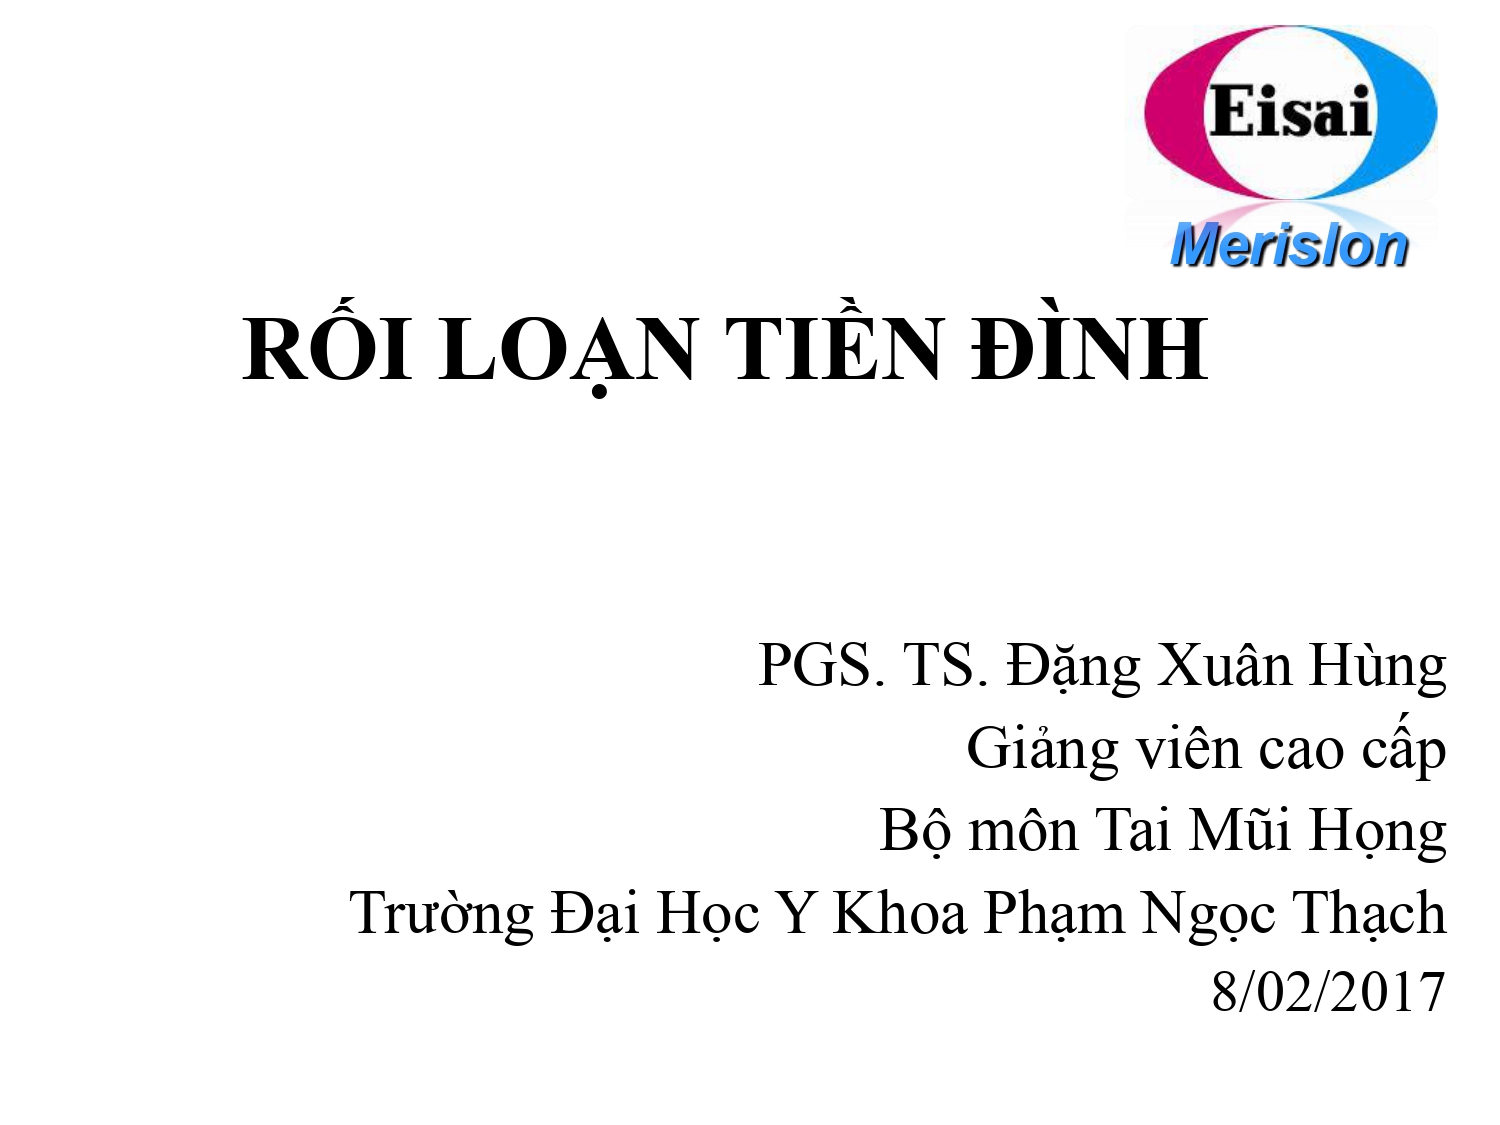 Eisai
Merislon
RỐI LOẠN TIỀN ĐÌNH
PGS. TS. Đặng Xuân Hùng
Giảng viên cao cấp
Bộ môn Tai Mũi Họng
Trường Đại Học Y Khoa Phạm Ngọc Thạch
8/02/2017